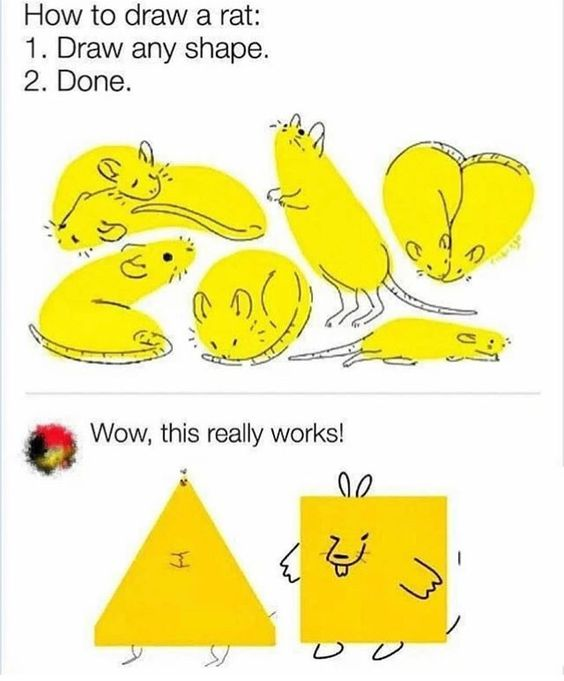 How to draw a rat:
1. Draw any shape.
2. Done.
Wow, this really works!